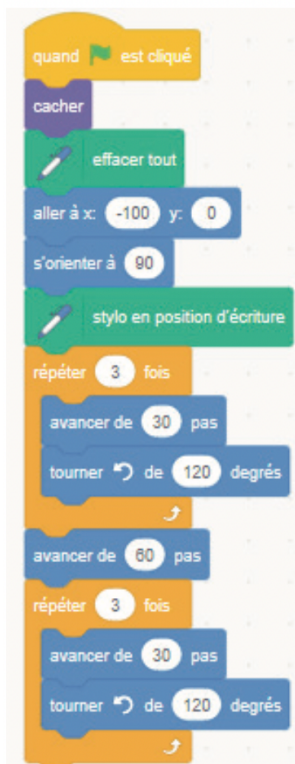 quand est cliqué
cacher
effacer tout
aller à x: -100 y: 0
s'orienter à 90
stylo en position d'écriture
répéter 3 fois
avancer de 30 pas
tourner de 120 degrés
avancer de 60 pas
répéter 3 fois
avancer de 30 pas
tourner de 120 degrés